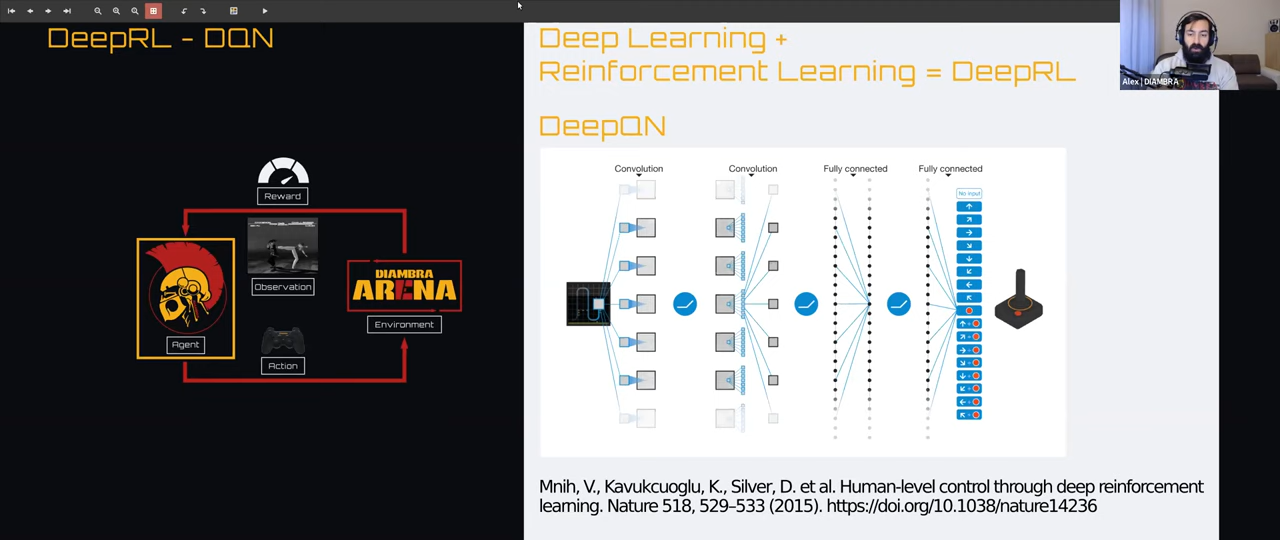 DeepRL - DQN
Reward
Observation
DIAMBRA
ARENA
Environment
Agent
Action
Deep Learning +
Reinforcement Learning = DeepRL
DeepQN
Convolution
Convolution
Fully connected
Fully connected
No input
Mnih, V., Kavukcuoglu, K., Silver, D. et al. Human-level control through deep reinforcement
learning. Nature 518, 529–533 (2015). https://doi.org/10.1038/nature14236
Alex | DIAMBRA